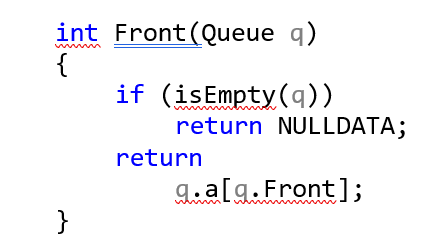 int Front(Queue q)
{
if (isEmpty(q))
return NULLDATA;
return
q.a[q.Front];
}